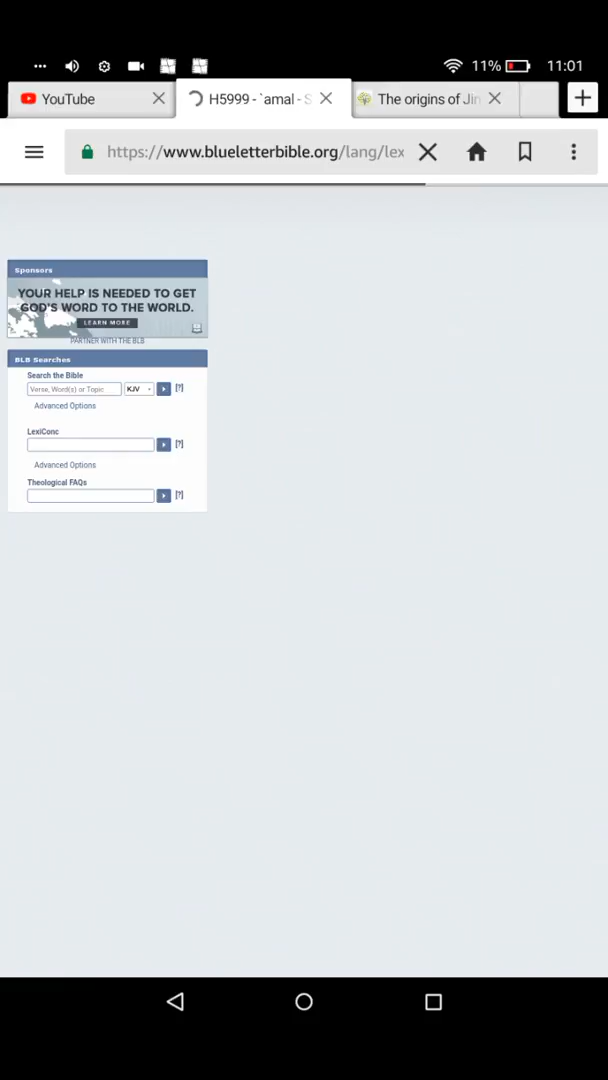 11% 11:01
YouTube
H5999 - `amal - S
The origins of Jin
https://www.blueletterbible.org/lang/lex
Sponsors
YOUR HELP IS NEEDED TO GET
GOD'S WORD TO THE WORLD.
LEARN MORE
PARTNER WITH THE BLB
BLB Searches
Search the Bible
Verse, Word(s) or Topic KJV [?]
Advanced Options
LexiConc
[?]
Advanced Options
Theological FAQs
[?]